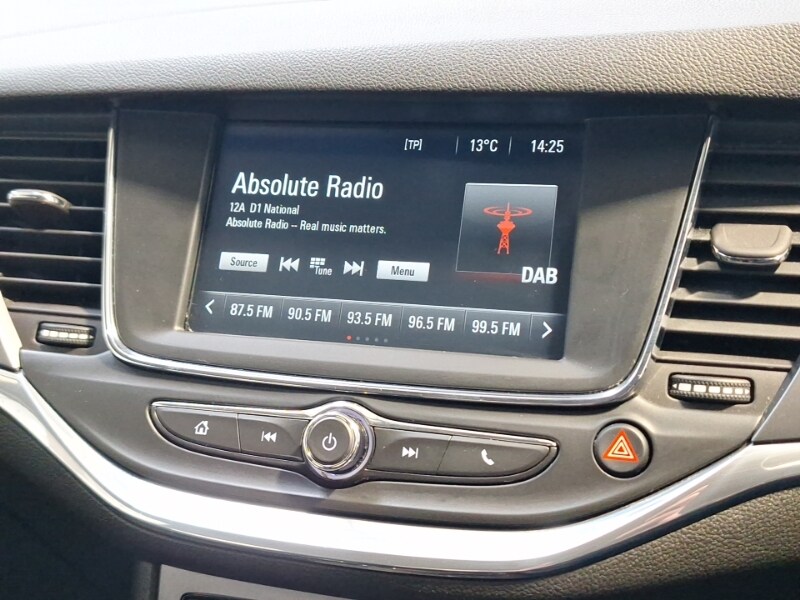 [TP] 13°C 14:25
Absolute Radio
12A D1 National
Absolute Radio – Real music matters.
Source Tune Menu
DAB
87.5 FM 90.5 FM 93.5 FM 96.5 FM 99.5 FM